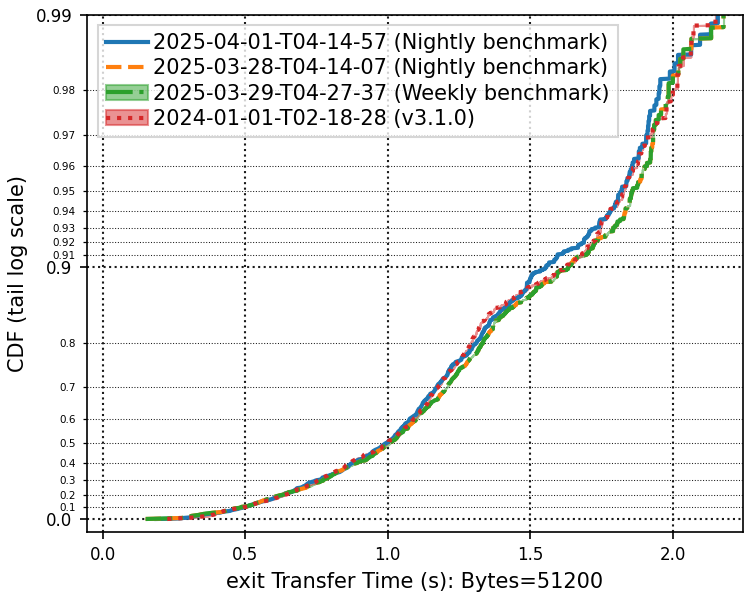 0.99
2025-04-01-T04-14-57 (Nightly benchmark)
2025-03-28-T04-14-07 (Nightly benchmark)
2025-03-29-T04-27-37 (Weekly benchmark)
2024-01-01-T02-18-28 (v3.1.0)
0.98
0.97
0.96
0.95
0.94
0.93
0.92
0.91
0.9
0.8
0.7
0.6
0.5
0.4
0.3
0.2
0.1
0.0
CDF (tail log scale)
0.0 0.5 1.0 1.5 2.0
exit Transfer Time (s): Bytes=51200